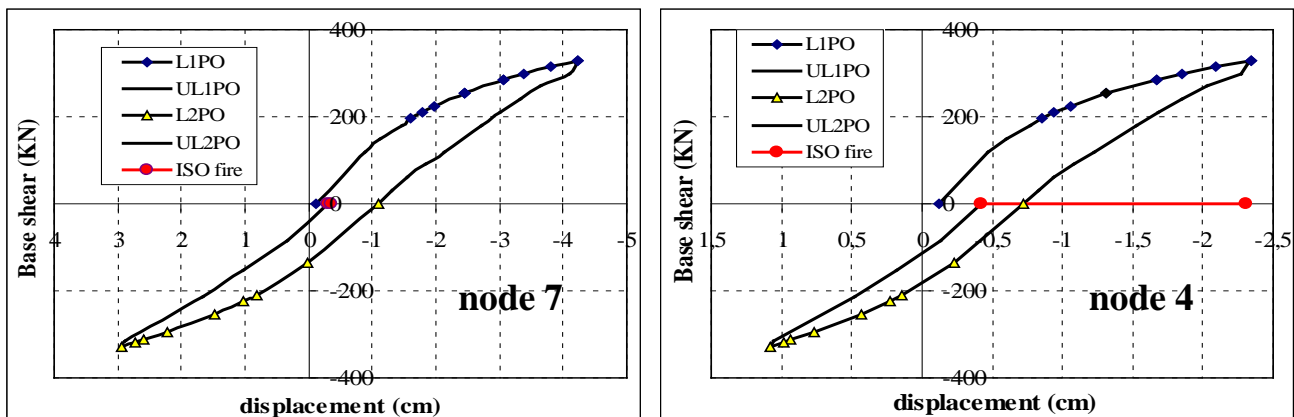 400
L1PO
UL1PO
L2PO
UL2PO
ISO fire
200
0
4 3 2 1 0 -1 -2 -3 -4 -5
-200
-400
Base shear (KN)
node 7
displacement (cm)
400
L1PO
UL1PO
L2PO
UL2PO
ISO fire
200
0
1,5 1 0,5 0 -0,5 -1 -1,5 -2 -2,5
-200
-400
Base shear (KN)
node 4
displacement (cm)